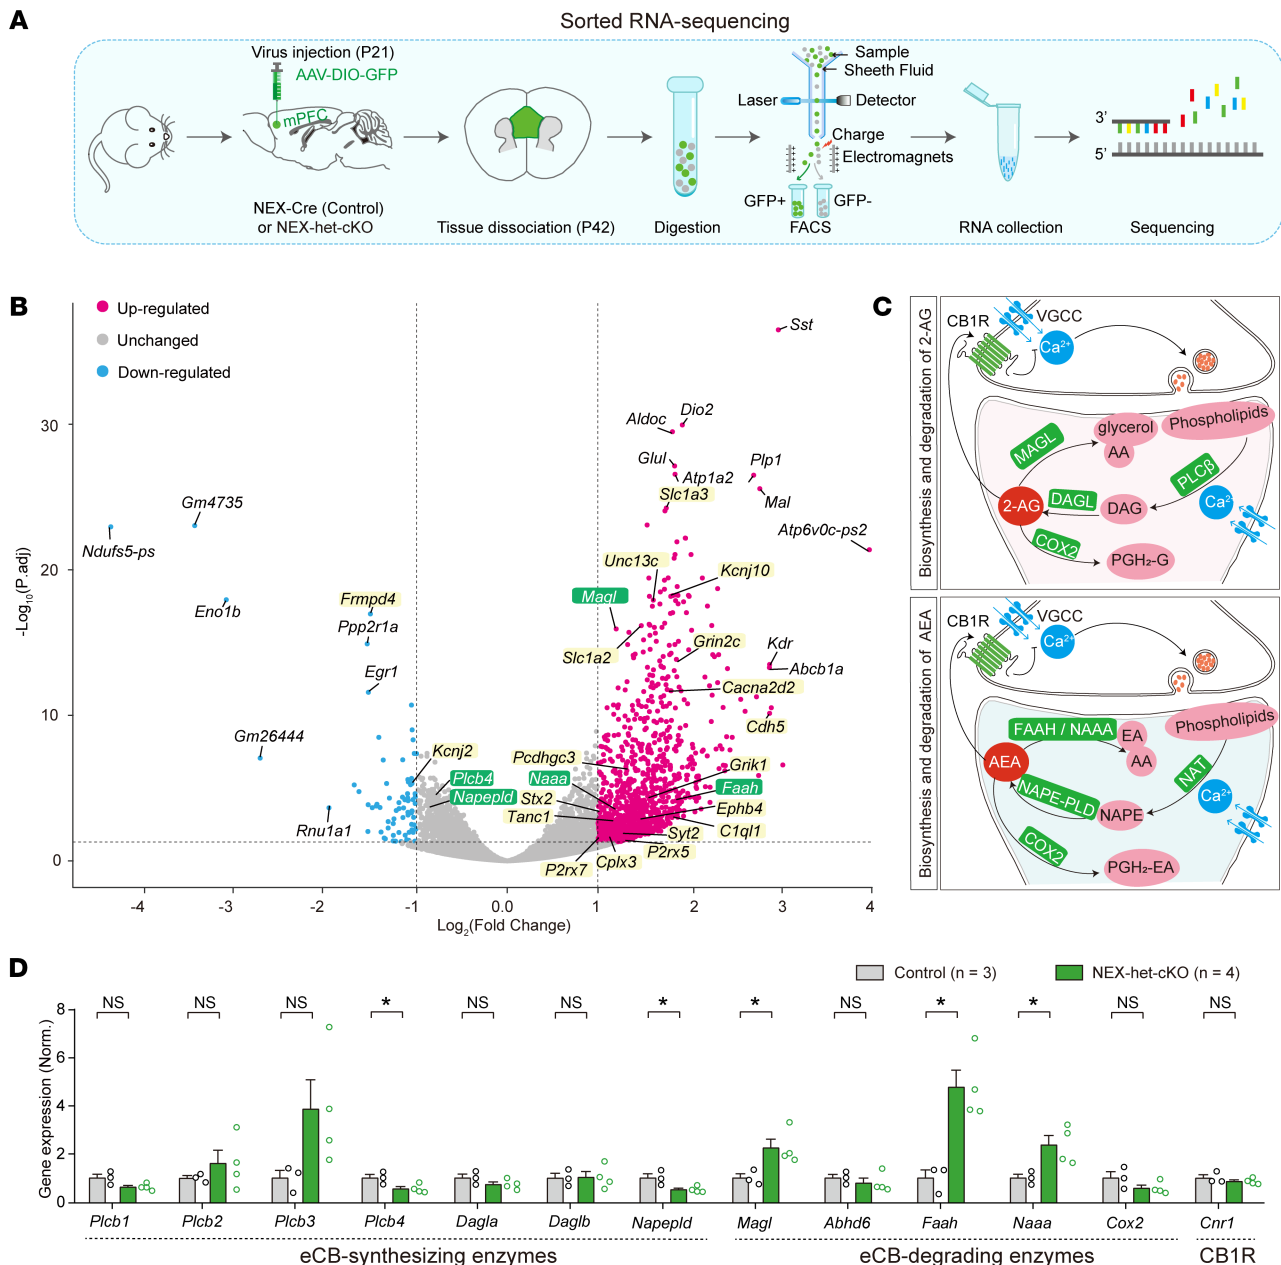 A
Sorted RNA-sequencing
Virus injection (P21)
AAV-DIO-GFP
mPFC
NEX-Cre (Control)
or NEX-het-cKO
Tissue dissociation (P42)
Digestion
Sample
Sheeth Fluid
Laser
Detector
Charge
Electromagnets
GFP+
GFP-
FACS
RNA collection
3'
5'
Sequencing
B
Up-regulated
Unchanged
Down-regulated
-Log10(P.adj)
30
20
10
0
-4
-3
-2
-1
0.0
1
2
3
4
Log2(Fold Change)
Sst
Dio2
Aldoc
Glul
Atp1a2
Slc1a3
Plp1
Mal
Atp6v0c-ps2
Gm4735
Ndufs5-ps
Eno1b
Frmpd4
Ppp2r1a
Egr1
Gm26444
Rnu1a1
Unc13c
Kcnj10
Magl
Slc1a2
Grin2c
Kdr
Abcb1a
Cacna2d2
Cdh5
Kcnj2
Plcb4
Napepld
Pcdhgc3
Naaa
Stx2
Tanc1
Grik1
Faah
Ephb4
C1ql1
Syt2
P2rx5
Cplx3
P2rx7
C
Biosynthesis and degradation of 2-AG
CB1R
VGCC
Ca2+
glycerol
AA
Phospholipids
MAGL
PLCβ
2-AG
DAGL
DAG
Ca2
COX2
PGH2-G
Biosynthesis and degradation of AEA
CB1R
VGCC
Ca2+
FAAH / NAAA
EA
AA
Phospholipids
AEA
NAT
NAPE-PLD
NAPE
Ca2+
COX2
PGH2-EA
D
Control (n = 3)
NEX-het-cKO (n = 4)
Gene expression (Norm.)
8
6
4
2
0
NS
NS
NS
*
NS
NS
*
*
NS
*
*
NS
NS
Plcb1
Plcb2
Plcb3
Plcb4
Dagla
Daglb
Napepld
Magl
Abhd6
Faah
Naaa
Cox2
Cnr1
eCB-synthesizing enzymes
eCB-degrading enzymes
CB1R